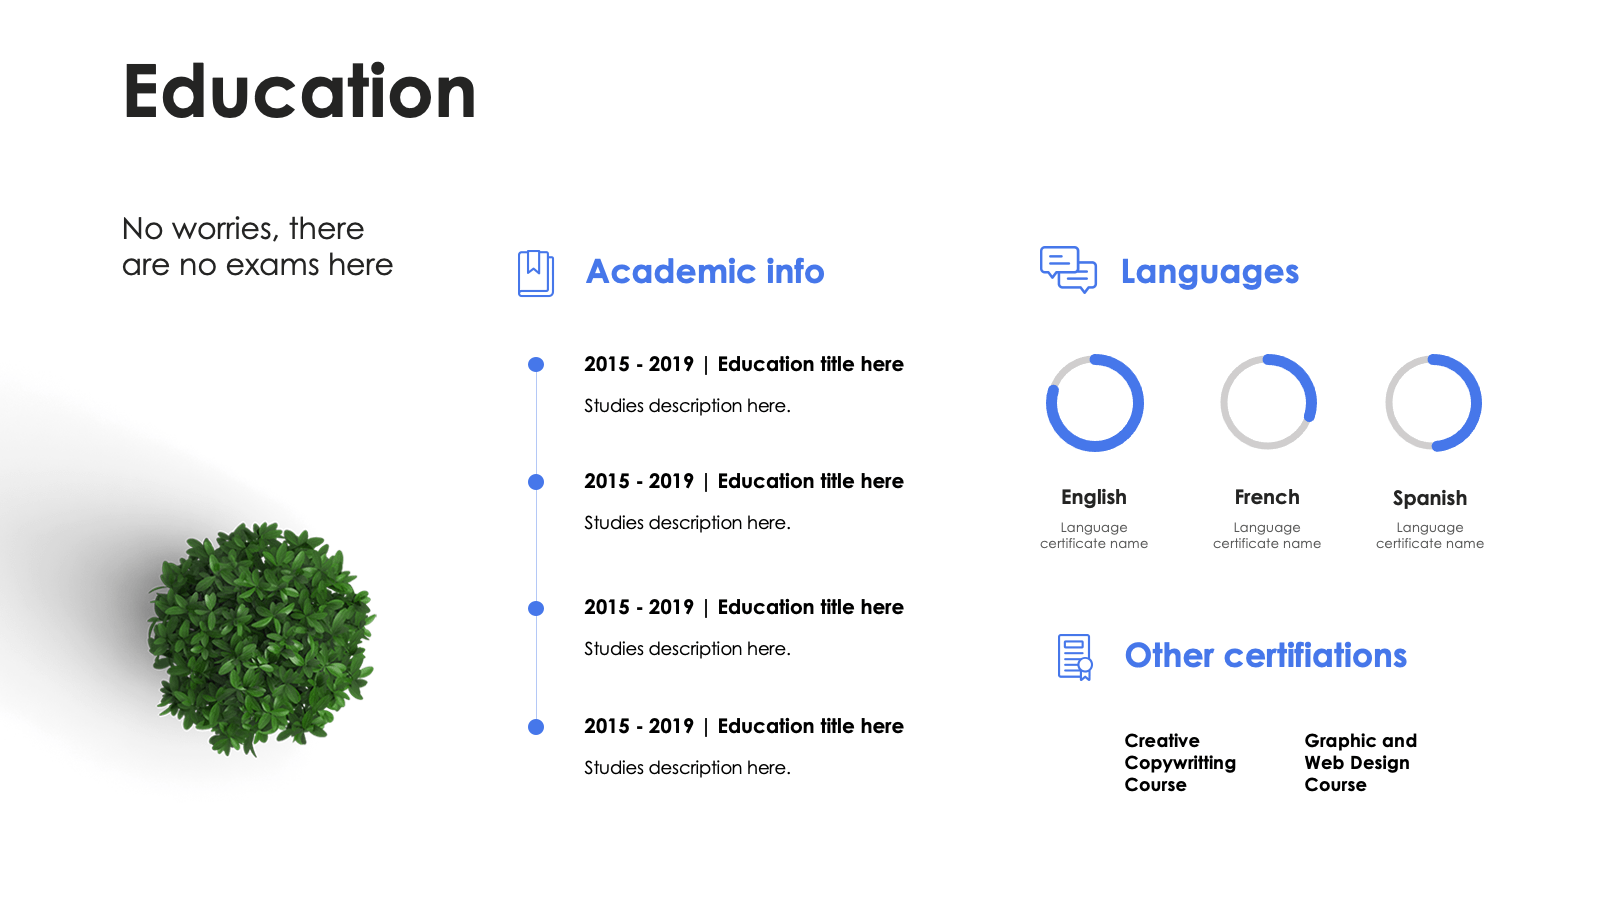 Education
No worries, there
are no exams here
Academic info
2015 - 2019 | Education title here
Studies description here.
2015 - 2019 | Education title here
Studies description here.
2015 - 2019 | Education title here
Studies description here.
2015 - 2019 | Education title here
Studies description here.
Languages
English
Language
certificate name
French
Language
certificate name
Spanish
Language
certificate name
Other certifiations
Creative
Copywritting
Course
Graphic and
Web Design
Course